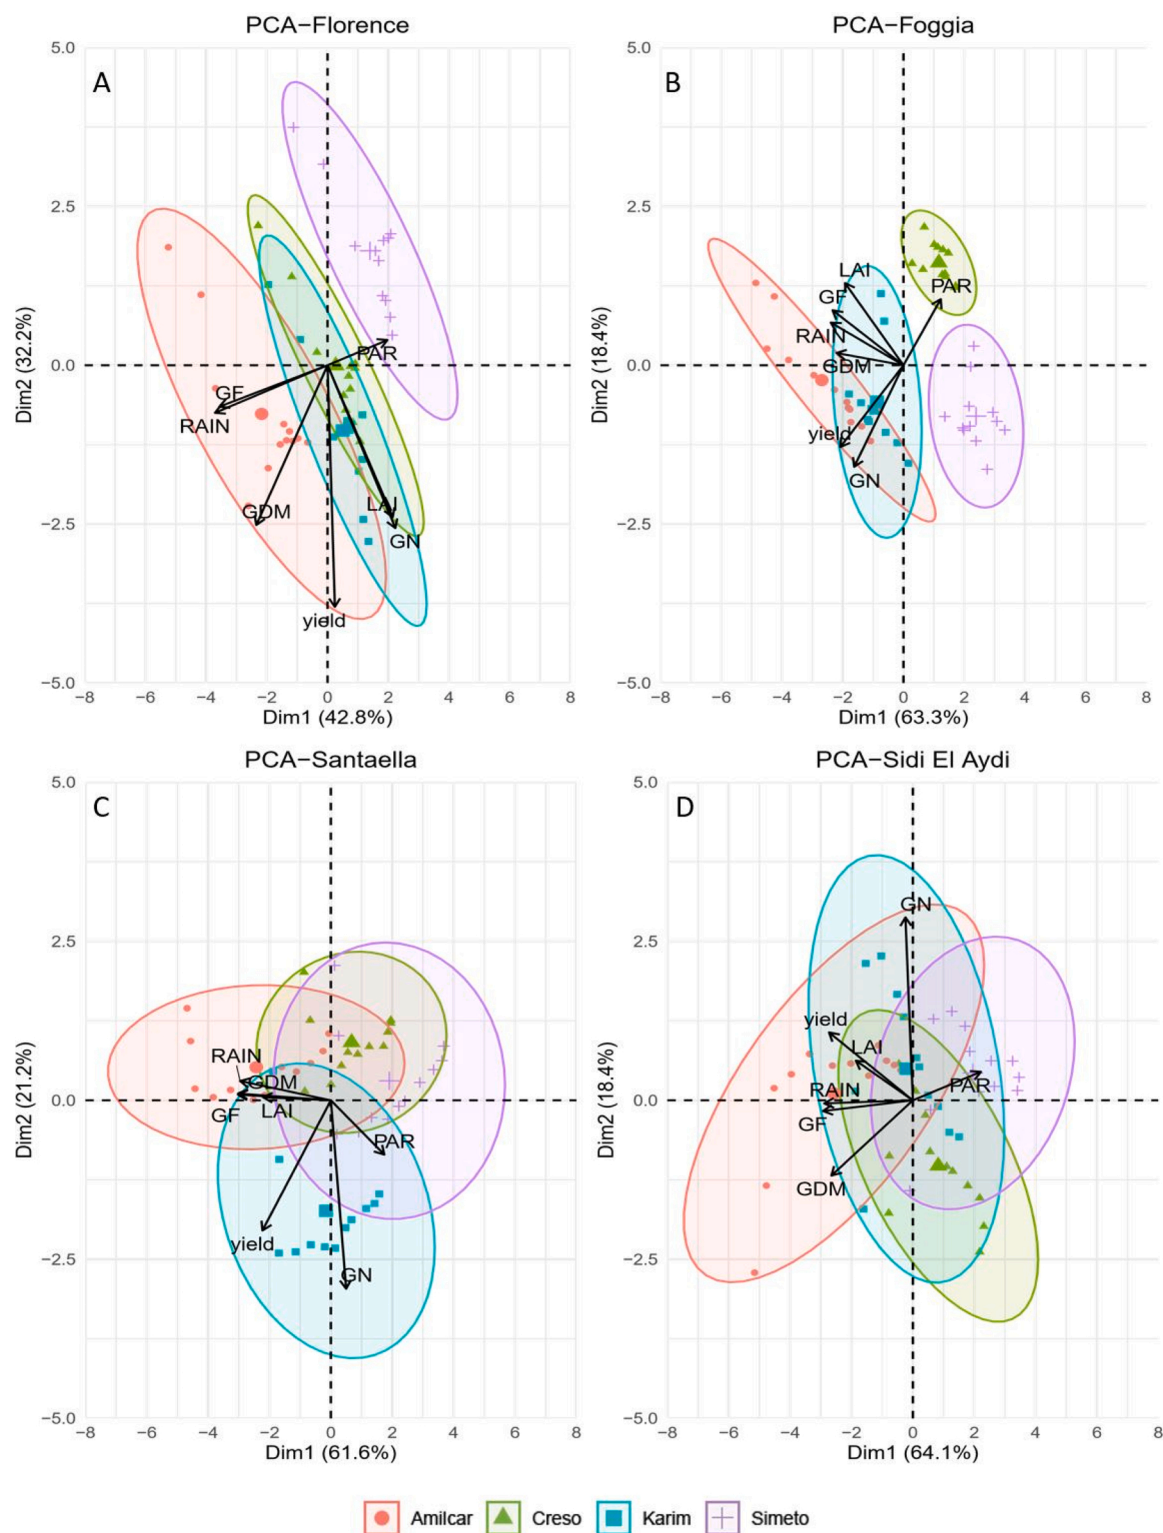 PCA−Florence
PCA−Foggia
A
B
5.0
2.5
0.0
−2.5
−5.0
Dim2 (32.2%)
PAR
GF
RAIN
GDM
LAI
GN
yield
−8 −6 −4 −2 0 2 4 6 8
Dim1 (42.8%)
5.0
2.5
0.0
−2.5
−5.0
Dim2 (18.4%)
LAI
PAR
GF
RAIN
GDM
yield
GN
−8 −6 −4 −2 0 2 4 6 8
Dim1 (63.3%)
PCA−Santaella
PCA−Sidi El Aydi
C
D
5.0
2.5
0.0
−2.5
−5.0
Dim2 (21.2%)
RAIN
GDM
GF
LAI
PAR
yield
GN
−8 −6 −4 −2 0 2 4 6 8
Dim1 (61.6%)
5.0
2.5
0.0
−2.5
−5.0
Dim2 (18.4%)
GN
yield
LAI
PAR
RAIN
GF
GDM
−8 −6 −4 −2 0 2 4 6 8
Dim1 (64.1%)
Amilcar Creso Karim Simeto